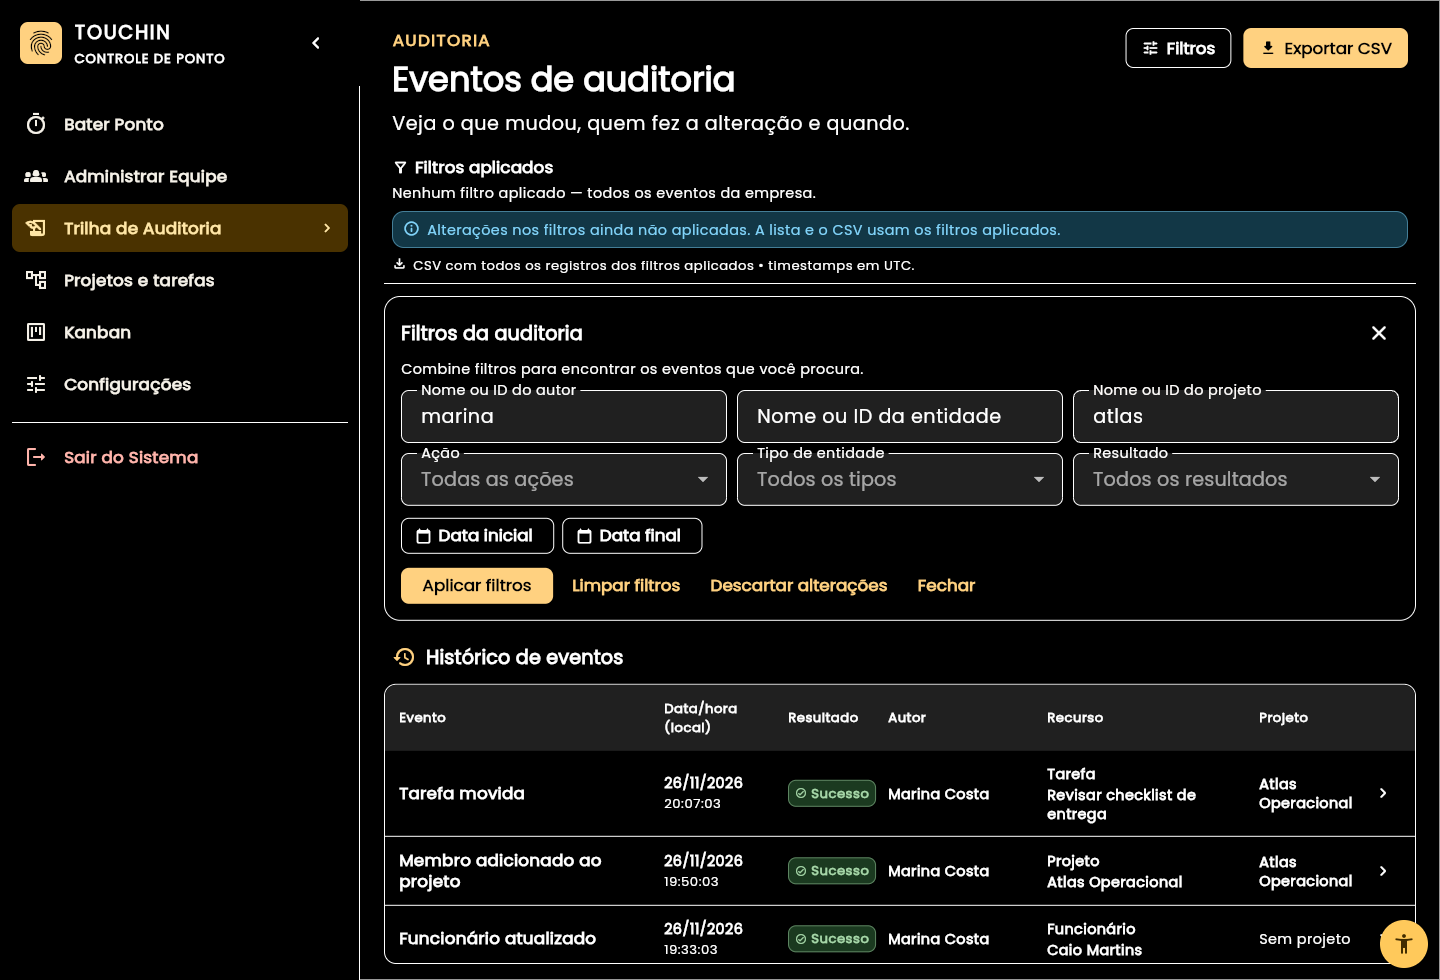 TOUCHIN
CONTROLE DE PONTO
Bater Ponto
Administrar Equipe
Trilha de Auditoria
Projetos e tarefas
Kanban
Configurações
Sair do Sistema
AUDITORIA
Eventos de auditoria
Veja o que mudou, quem fez a alteração e quando.
Filtros
Exportar CSV
Filtros aplicados
Nenhum filtro aplicado — todos os eventos da empresa.
Alterações nos filtros ainda não aplicadas. A lista e o CSV usam os filtros aplicados.
CSV com todos os registros dos filtros aplicados • timestamps em UTC.
Filtros da auditoria
Combine filtros para encontrar os eventos que você procura.
Nome ou ID do autor
marina
Nome ou ID da entidade
Nome ou ID do projeto
atlas
Ação
Todas as ações
Tipo de entidade
Todos os tipos
Resultado
Todos os resultados
Data inicial
Data final
Aplicar filtros
Limpar filtros
Descartar alterações
Fechar
Histórico de eventos
Evento
Data/hora
(local)
Resultado
Autor
Recurso
Projeto
Tarefa movida
26/11/2026
20:07:03
Sucesso
Marina Costa
Tarefa
Revisar checklist de
entrega
Atlas
Operacional
Membro adicionado ao
projeto
26/11/2026
19:50:03
Sucesso
Marina Costa
Projeto
Atlas Operacional
Atlas
Operacional
Funcionário atualizado
26/11/2026
19:33:03
Sucesso
Marina Costa
Funcionário
Caio Martins
Sem projeto